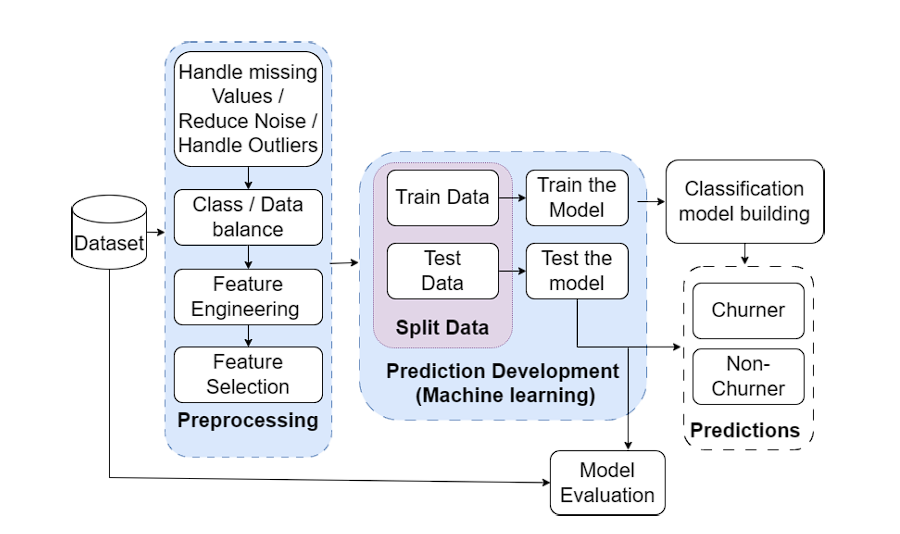 Handle missing
Values /
Reduce Noise /
Handle Outliers
Dataset
Class / Data
balance
Feature
Engineering
Feature
Selection
Preprocessing
Train Data
Test
Data
Split Data
Train the
Model
Test the
model
Prediction Development
(Machine learning)
Classification
model building
Churner
Non-
Churner
Predictions
Model
Evaluation